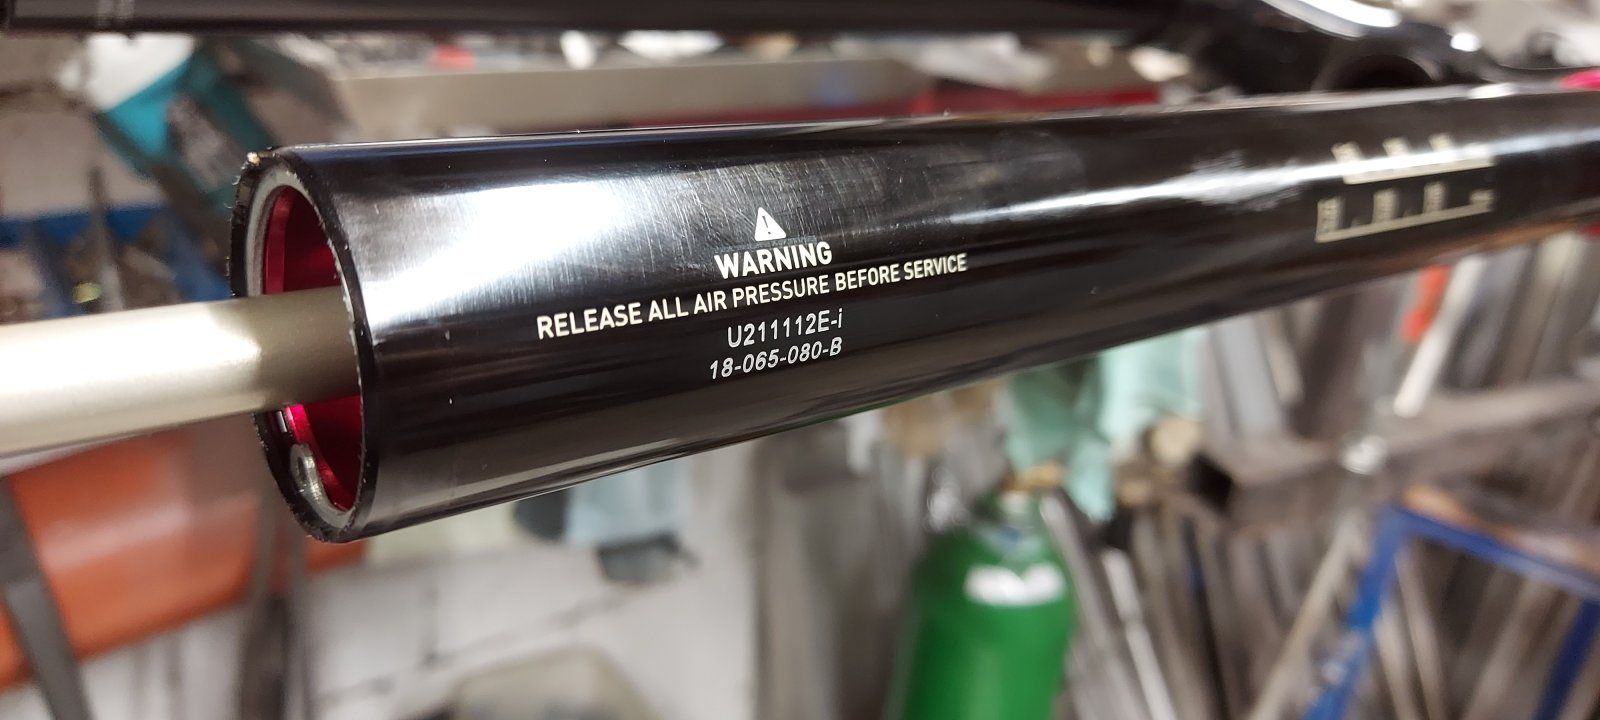 WARNING
RELEASE ALL AIR PRESSURE BEFORE SERVICE
U211112E-i
18-065-080-B